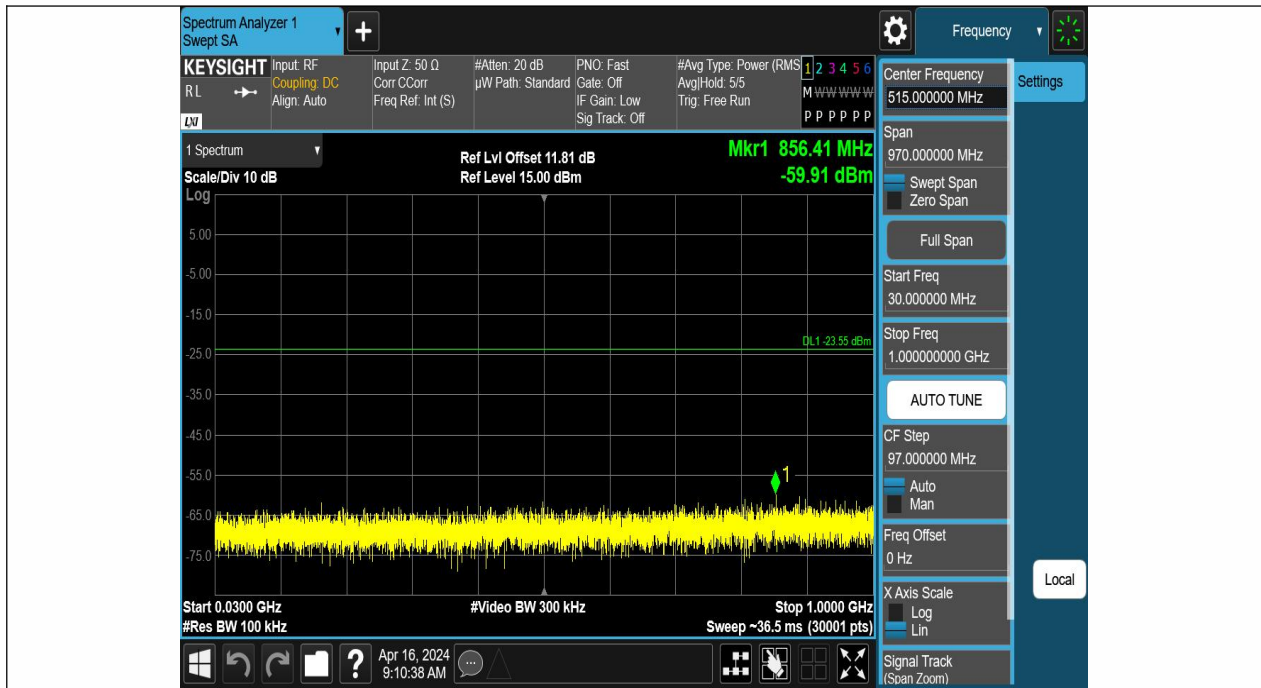 Spectrum Analyzer 1
Swept SA
+
Frequency
KEYSIGHT
RL
LXI
Input: RF
Coupling: DC
Align: Auto
Input Z: 50 Ω
Corr CCorr
Freq Ref: Int (S)
#Atten: 20 dB
µW Path: Standard
PNO: Fast
Gate: Off
IF Gain: Low
Sig Track: Off
#Avg Type: Power (RMS
Avg|Hold: 5/5
Trig: Free Run
1 2 3 4 5 6
M W W W W W
P P P P P P
1 Spectrum
Scale/Div 10 dB
Log
Ref Lvl Offset 11.81 dB
Ref Level 15.00 dBm
Mkr1 856.41 MHz
-59.91 dBm
5.00
-5.00
-15.0
DL1 -23.55 dBm
-25.0
-35.0
-45.0
-55.0
1
-65.0
-75.0
Start 0.0300 GHz
#Res BW 100 kHz
#Video BW 300 kHz
Stop 1.0000 GHz
Sweep ~36.5 ms (30001 pts)
?
Apr 16, 2024
9:10:38 AM
Center Frequency
515.000000 MHz
Settings
Span
970.000000 MHz
Swept Span
Zero Span
Full Span
Start Freq
30.000000 MHz
Stop Freq
1.000000000 GHz
AUTO TUNE
CF Step
97.000000 MHz
Auto
Man
Freq Offset
0 Hz
Local
X Axis Scale
Log
Lin
Signal Track
(Span Zoom)